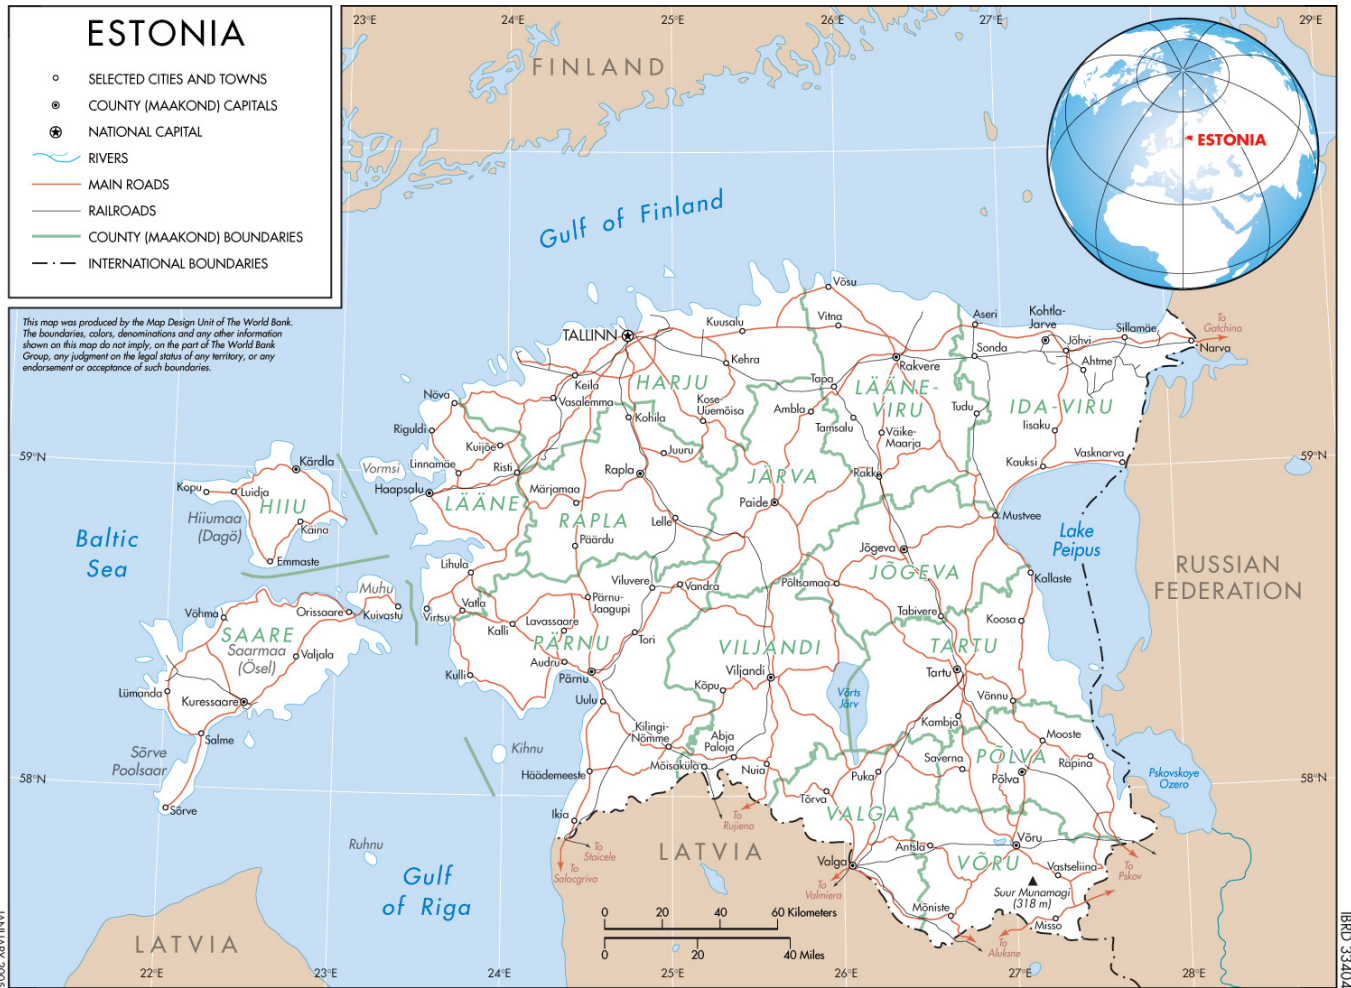 ESTONIA
SELECTED CITIES AND TOWNS
COUNTY (MAAKOND) CAPITALS
NATIONAL CAPITAL
RIVERS
MAIN ROADS
RAILROADS
COUNTY (MAAKOND) BOUNDARIES
INTERNATIONAL BOUNDARIES
This map was produced by the Map Design Unit of The World Bank.
The boundaries, colors, denominations and any other information
shown on this map do not imply, on the part of The World Bank
Group, any judgment on the legal status of any territory, or any
endorsement or acceptance of such boundaries.
23°E
24°E
25°E
26°E
27°E
29°E
FINLAND
ESTONIA
Gulf of Finland
Võsu
Kuusalu
Vitna
Aseri
Kohtla-
Jarve
Sillamäe
To
Gatchina
TALLINN
Jõhvi
Narva
Kehra
Rakvere
Sonda
Ahtme
Keila
HARJU
Tapa
LÄÄNE-
VIRU
IDA-VIRU
Nõva
Vasalemma
Kose-
Uuemõisa
Ambla
Tudu
Kohila
Tamsalu
Iisaku
Riguldi
Väike-
Maarja
Kuijõe
Juuru
59°N
Kärdla
Vormsi
Linnamäe
Risti
Rapla
JÄRVA
Rakke
Kauksi
Vasknarva
59°N
Kopu
Luidja
Haapsalu
LÄÄNE
Märjamaa
Paide
HIIU
Hiiumaa
(Dagö)
Käina
RAPLA
Lelle
Mustvee
Baltic
Sea
Päärdu
Jõgeva
Lake
Peipus
Emmaste
Lihula
JÕGEVA
RUSSIAN
FEDERATION
Muhu
Viluvere
Vandra
Põltsamaa
Kallaste
Võhma
Orissaare
Kuivastu
Virtsu
Vatla
Pärnu-
Jaagupi
Tabivere
Koosa
SAARE
Saarmaa
(Ösel)
Kalli
Lavassaare
Tori
PÄRNU
VILJANDI
TARTU
Valjala
Audru
Kulli
Pärnu
Viljandi
Tartu
Lümanda
Kuressaare
Uulu
Kõpu
Võrts
Järv
Võnnu
Salme
Kilingi-
Nõmme
Abja
Paloja
Kambja
Mooste
Sõrve
Poolsaar
Kihnu
Häädemeeste
Mõisaküla
Nuia
Puka
Saverna
PÕLVA
Põlva
Räpina
Pskovskoye
Ozero
58°N
58°N
Sõrve
Ikla
Tõrva
VALGA
To
Rujiena
Ruhnu
To
Staicele
To
Salacgriva
LATVIA
Valga
Antsla
Võru
VÕRU
Vastseliina
To
Pskov
To
Valmiera
Suur Munamagi
(318 m)
Gulf
of Riga
Mõniste
Misso
To
Aluksne
0 20 40 60 Kilometers
0 20 40 Miles
LATVIA
22°E
23°E
24°E
25°E
26°E
27°E
28°E
IBRD 33404